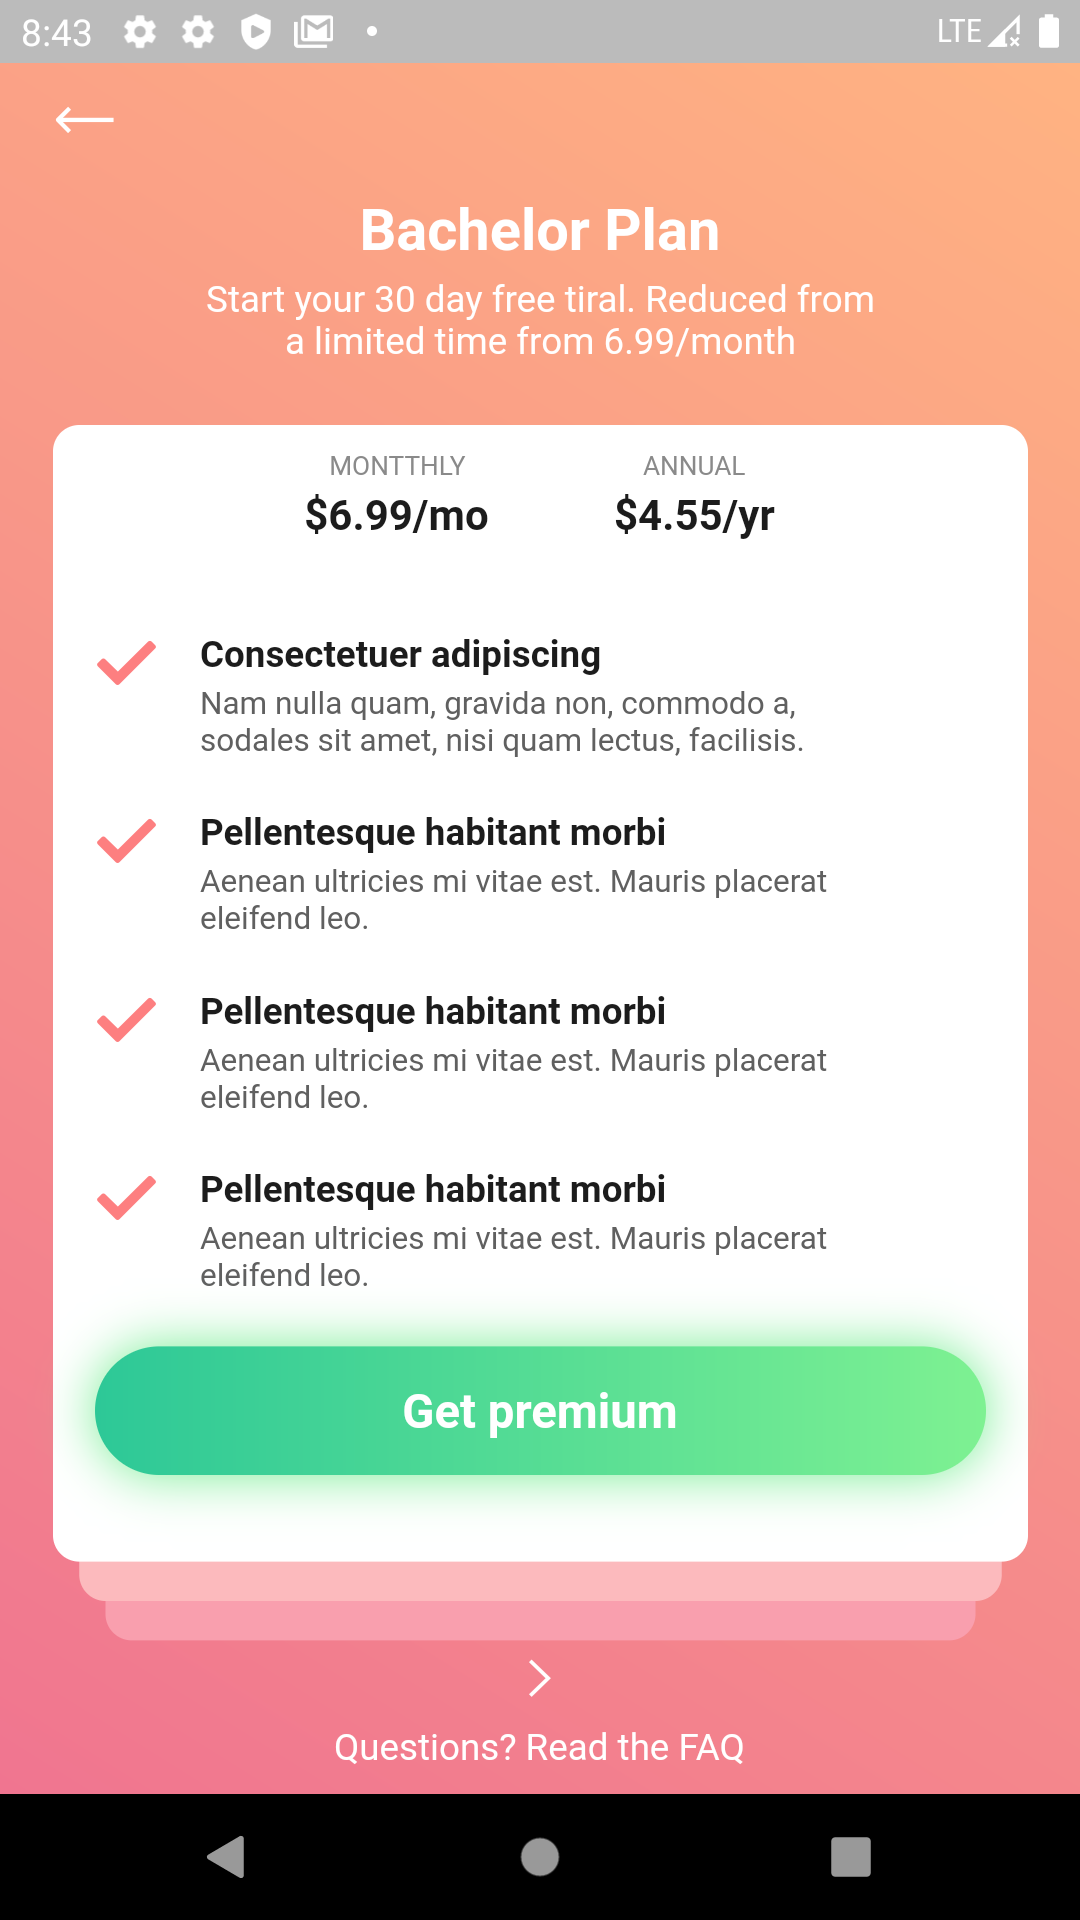 8:43
LTE
Bachelor Plan
Start your 30 day free tiral. Reduced from
a limited time from 6.99/month
MONTTHLY
ANNUAL
$6.99/mo
$4.55/yr
Consectetuer adipiscing
Nam nulla quam, gravida non, commodo a,
sodales sit amet, nisi quam lectus, facilisis.
Pellentesque habitant morbi
Aenean ultricies mi vitae est. Mauris placerat
eleifend leo.
Pellentesque habitant morbi
Aenean ultricies mi vitae est. Mauris placerat
eleifend leo.
Pellentesque habitant morbi
Aenean ultricies mi vitae est. Mauris placerat
eleifend leo.
Get premium
Questions? Read the FAQ